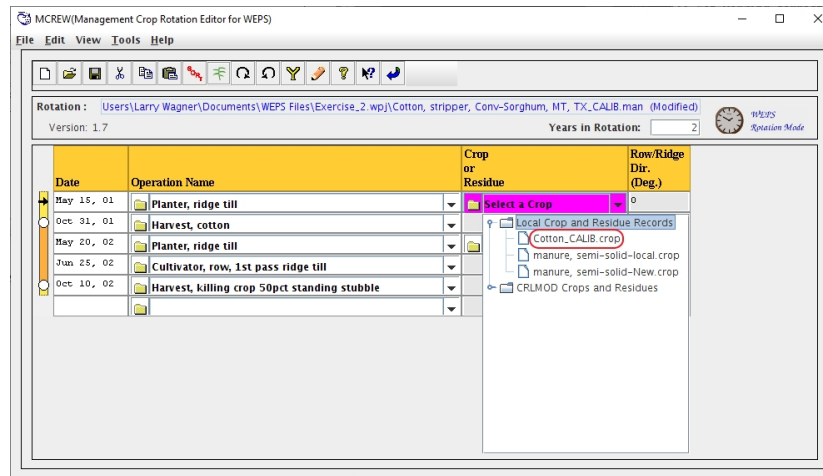 MCREW(Management Crop Rotation Editor for WEPS)
File Edit View Tools Help
Rotation : Users\Larry Wagner\Documents\WEPS Files\Exercise_2.wpj\Cotton, stripper, Conv-Sorghum, MT, TX_CALIB.man (Modified)
Version: 1.7
Years in Rotation: 2
WEPS
Rotation Mode
Date
Operation Name
Crop
or
Residue
Row/Ridge
Dir.
(Deg.)
May 15, 01 Planter, ridge till Select a Crop 0
Oct 31, 01 Harvest, cotton
May 20, 02 Planter, ridge till
Jun 25, 02 Cultivator, row, 1st pass ridge till
Oct 10, 02 Harvest, killing crop 50pct standing stubble
Local Crop and Residue Records
Cotton_CALIB.crop
manure, semi-solid-local.crop
manure, semi-solid-New.crop
CRLMOD Crops and Residues